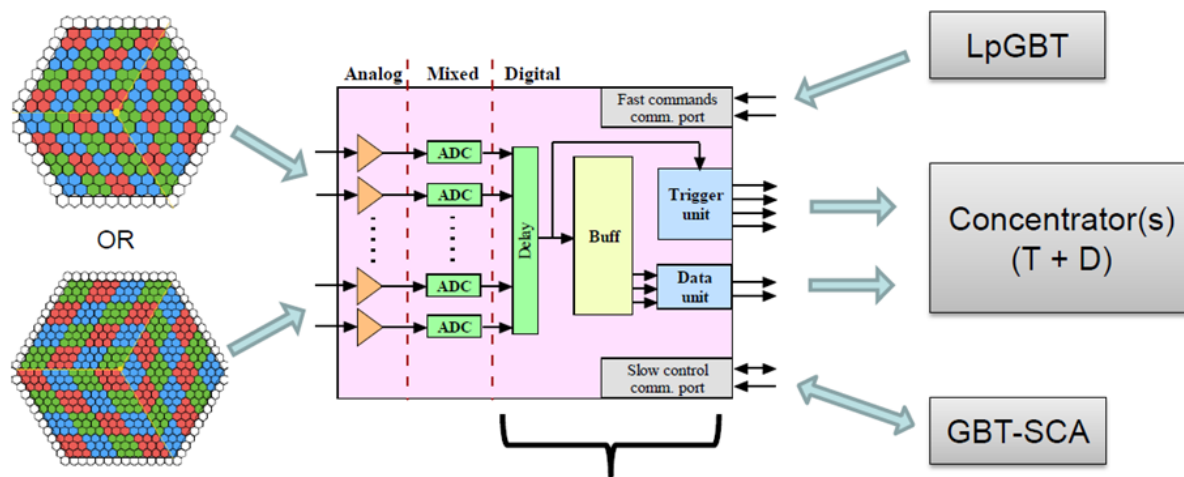 OR
Analog
Mixed
Digital
ADC
ADC
ADC
ADC
Delay
Buff
Fast commands
comm. port
Trigger
unit
Data
unit
Slow control
comm. port
LpGBT
Concentrator(s)
(T + D)
GBT-SCA